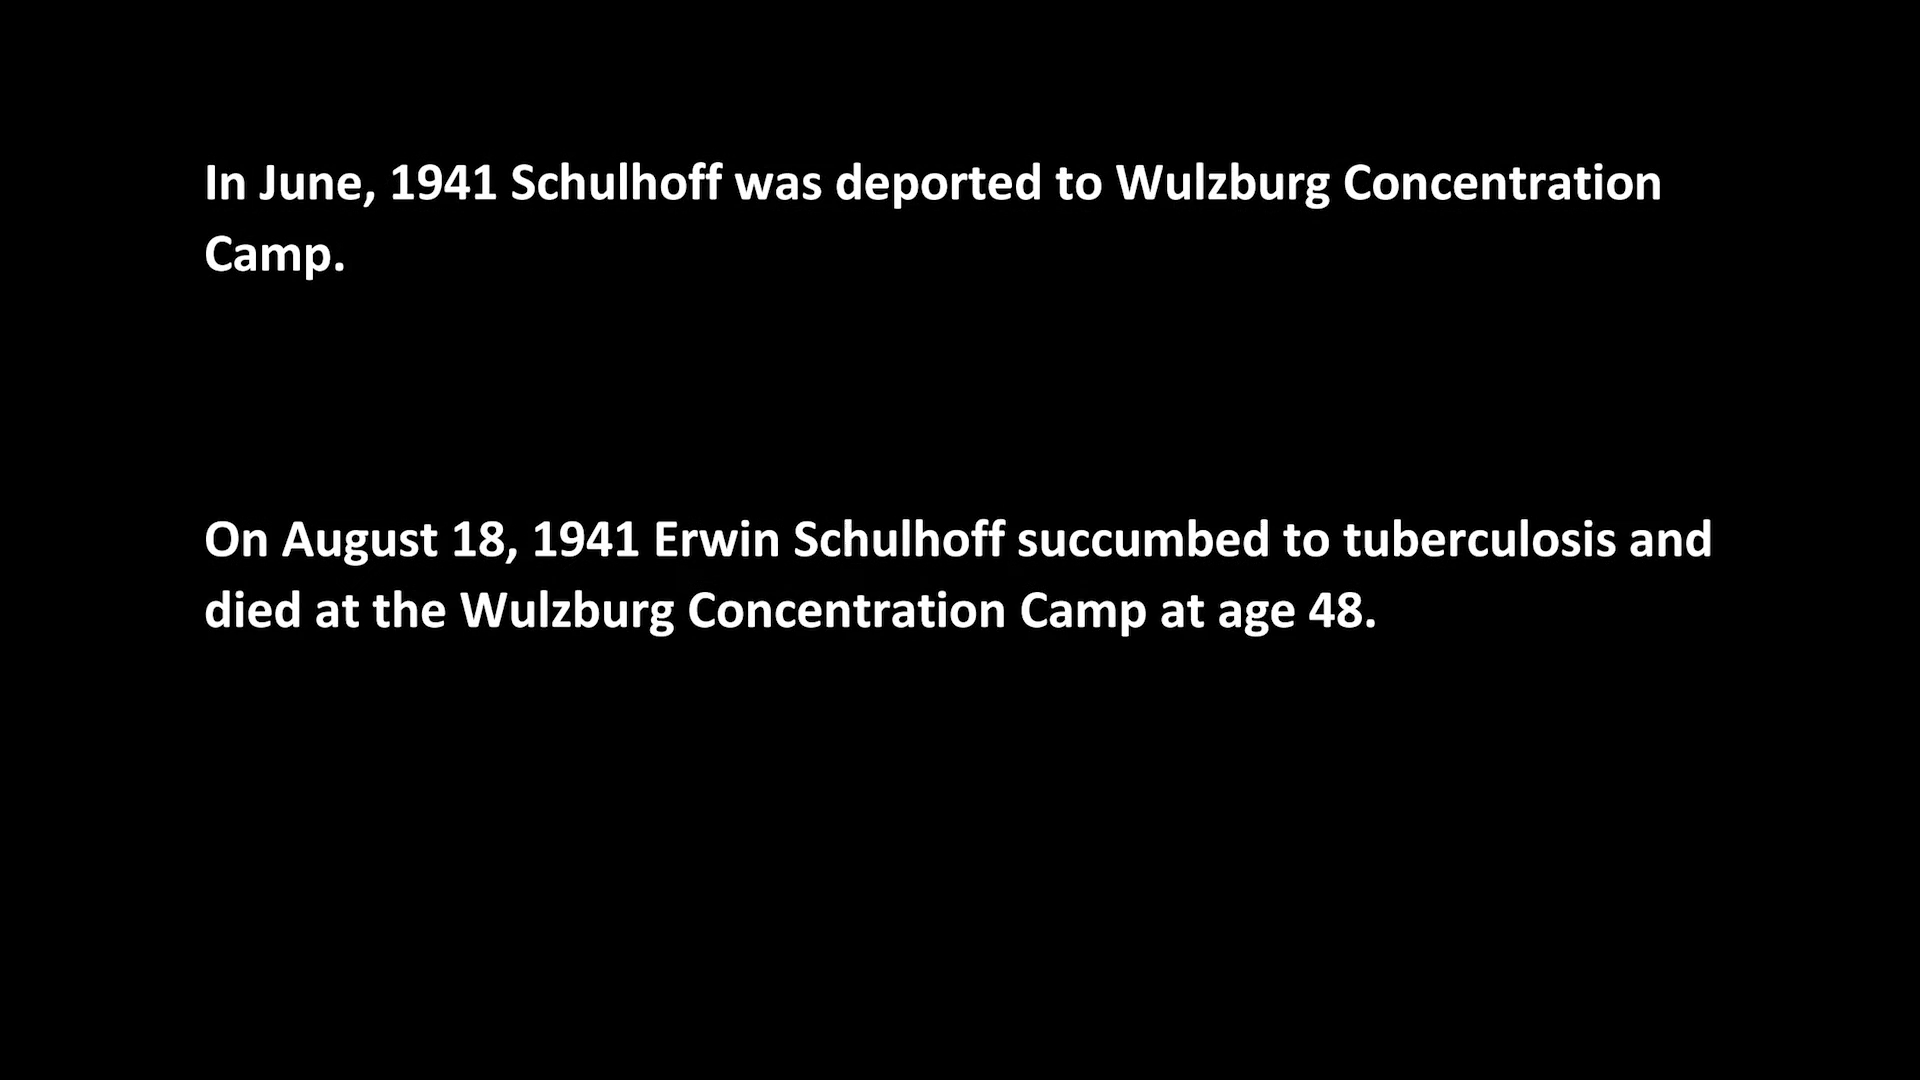 In June, 1941 Schulhoff was deported to Wulzburg Concentration
Camp.
On August 18, 1941 Erwin Schulhoff succumbed to tuberculosis and
died at the Wulzburg Concentration Camp at age 48.